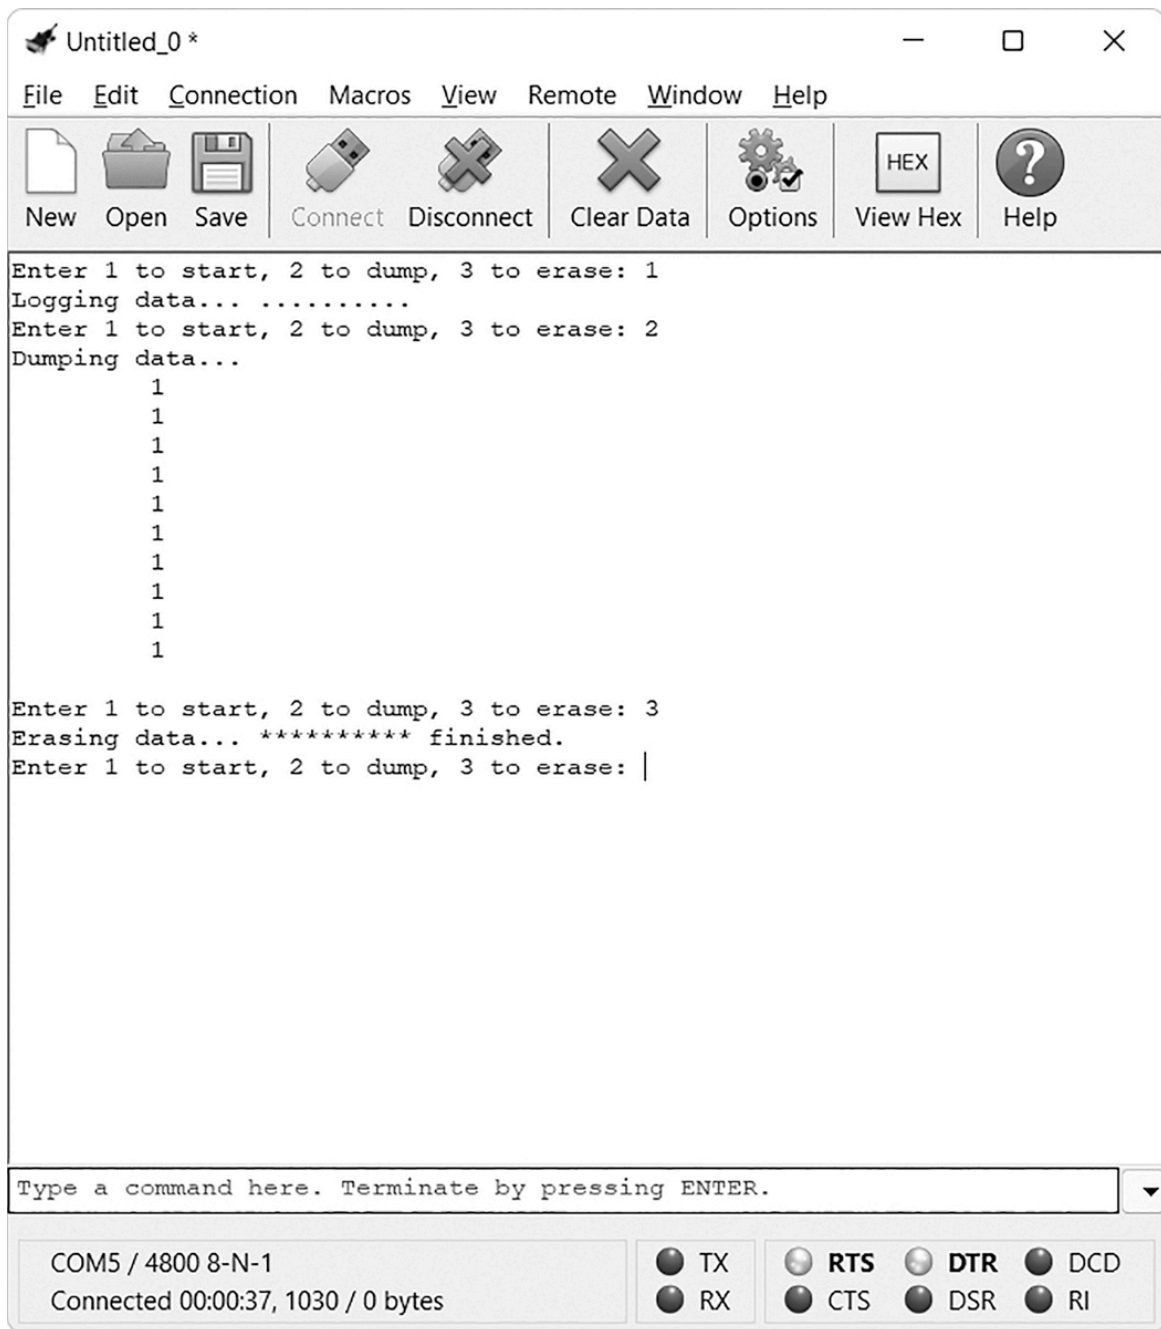 Untitled_0 *
File Edit Connection Macros View Remote Window Help
HEX
New Open Save Connect Disconnect Clear Data Options View Hex Help
Enter 1 to start, 2 to dump, 3 to erase: 1
Logging data... ..........
Enter 1 to start, 2 to dump, 3 to erase: 2
Dumping data...
1
1
1
1
1
1
1
1
1
1
Enter 1 to start, 2 to dump, 3 to erase: 3
Erasing data... ********** finished.
Enter 1 to start, 2 to dump, 3 to erase:
Type a command here. Terminate by pressing ENTER.
COM5 / 4800 8-N-1 TX RTS DTR DCD
Connected 00:00:37, 1030 / 0 bytes RX CTS DSR RI